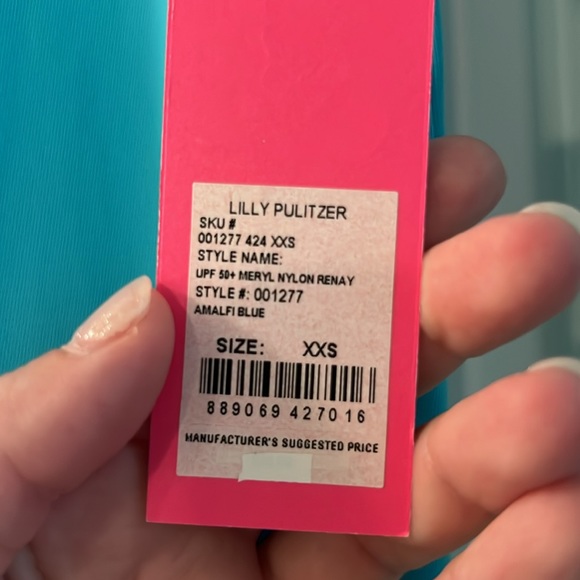 LILLY PULITZER
SKU #
001277 424 XXS
STYLE NAME:
UPF 50+ MERYL NYLON RENAY
STYLE #: 001277
AMALFI BLUE
SIZE: XXS
889069 427016
MANUFACTURER'S SUGGESTED PRICE